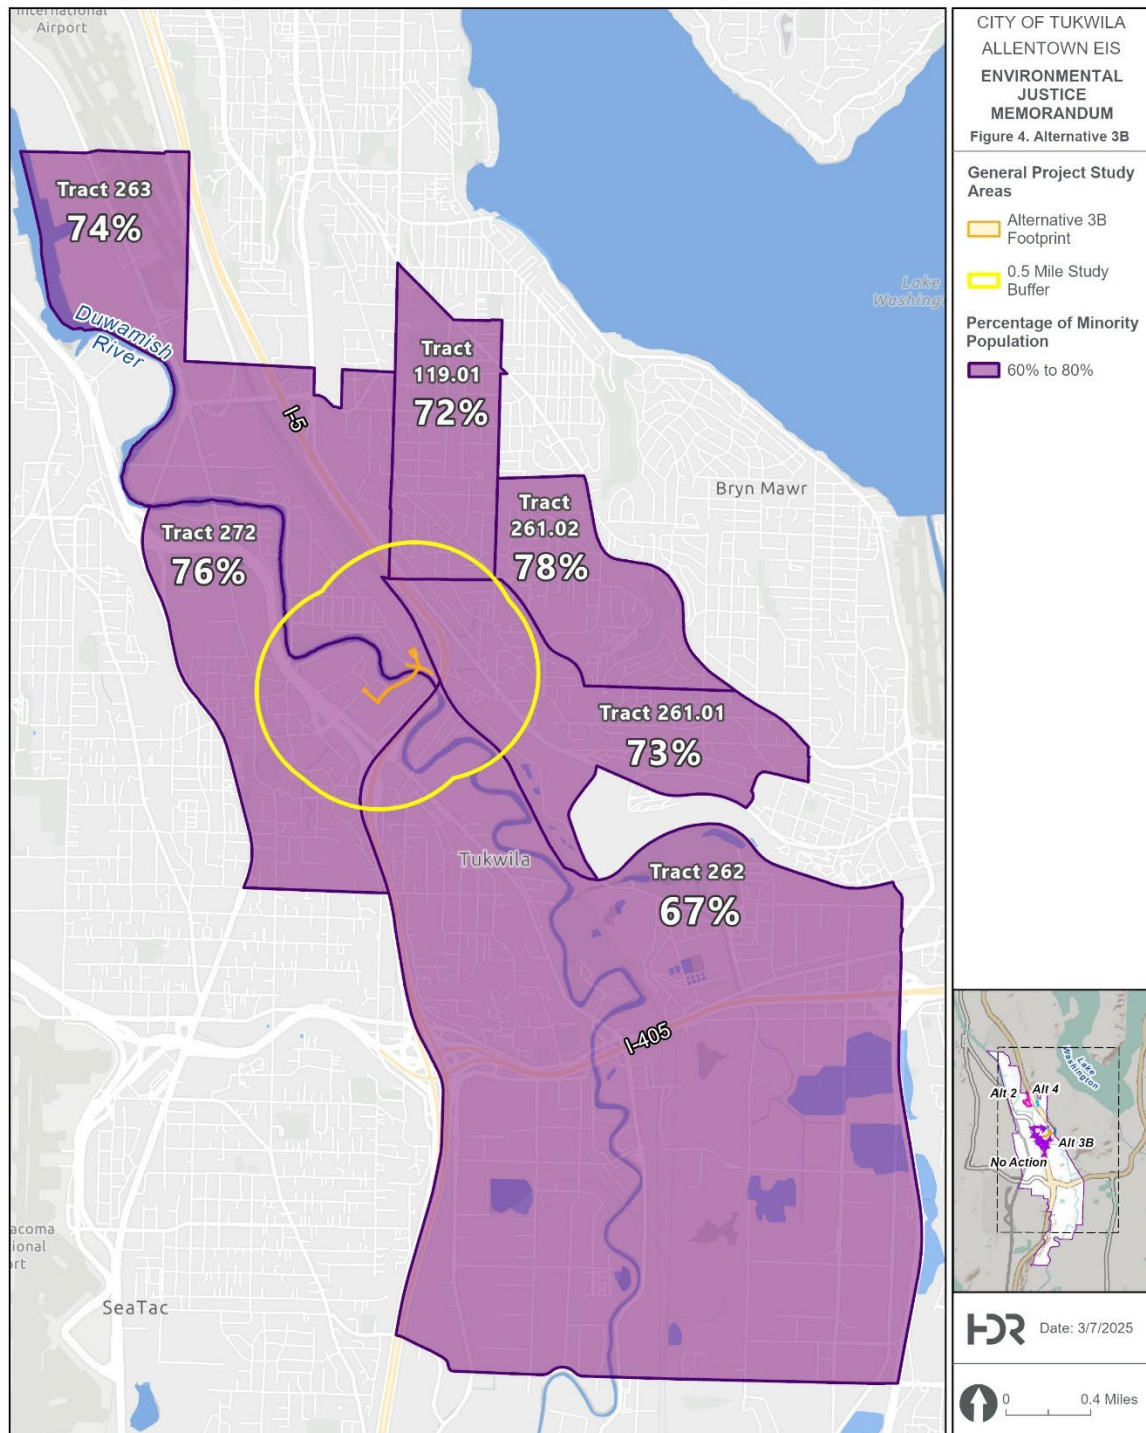 International
Airport
Tract 263
74%
Duwamish
River
I-5
Tract
119.01
72%
Lake
Bryn Mawr
Tract
261.02
78%
Tract 272
76%
Tract 261.01
73%
Tukwila
Tract 262
67%
I-405
SeaTac
CITY OF TUKWILA
ALLENTOWN EIS
ENVIRONMENTAL
JUSTICE
MEMORANDUM
Figure 4. Alternative 3B
General Project Study
Areas
Alternative 3B
Footprint
0.5 Mile Study
Buffer
Percentage of Minority
Population
60% to 80%
Lake
Washington
Alt 2
Alt 4
Alt 3B
No Action
HDR
Date: 3/7/2025
0
0.4 Miles